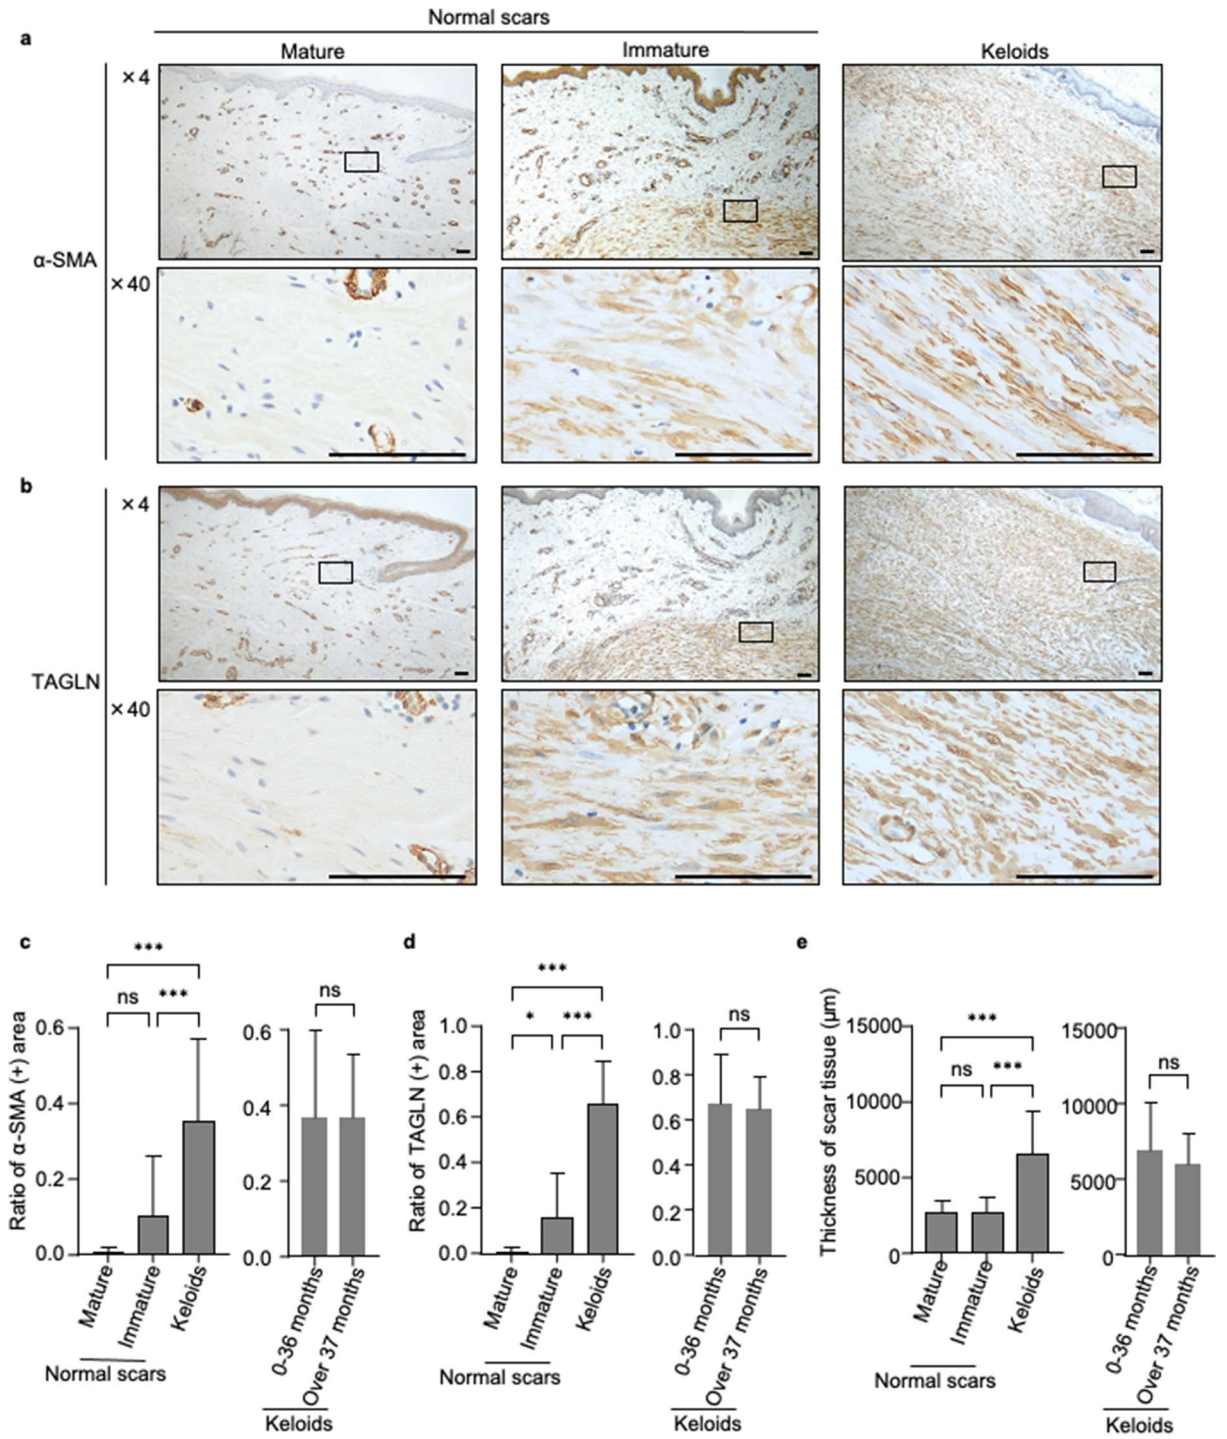 Normal scars
a
Mature
Immature
Keloids
×4
α-SMA
×40
b
×4
TAGLN
×40
c
d
e
***
ns
***
Ratio of α-SMA (+) area
0.6
0.4
0.2
0.0
Mature
Immature
Keloids
Normal scars
ns
0.6
0.4
0.2
0.0
0-36 months
Over 37 months
Keloids
***
*
***
Ratio of TAGLN (+) area
1.0
0.8
0.6
0.4
0.2
0.0
Mature
Immature
Keloids
Normal scars
ns
1.0
0.8
0.6
0.4
0.2
0.0
0-36 months
Over 37 months
Keloids
***
ns
***
Thickness of scar tissue (μm)
15000
10000
5000
0
Mature
Immature
Keloids
Normal scars
ns
15000
10000
5000
0
0-36 months
Over 37 months
Keloids